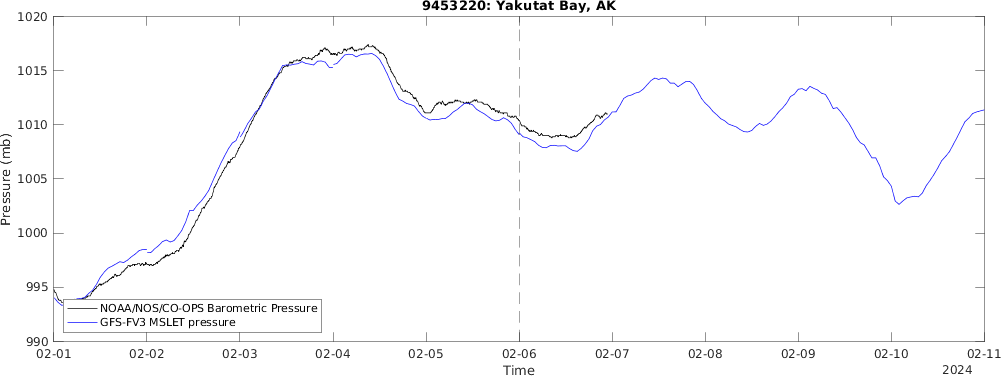 9453220: Yakutat Bay, AK
Pressure (mb)
1020
1015
1010
1005
1000
995
990
NOAA/NOS/CO-OPS Barometric Pressure
GFS-FV3 MSLET pressure
02-01 02-02 02-03 02-04 02-05 02-06 02-07 02-08 02-09 02-10 02-11
Time
2024